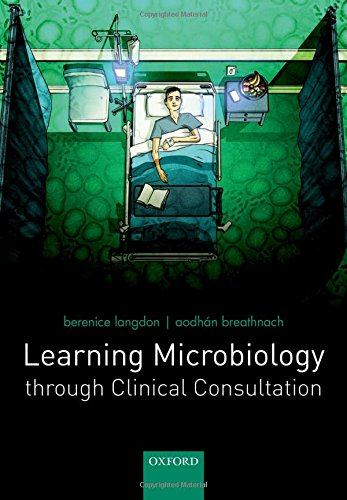 berenice langdon | aodhán breathnach
Learning Microbiology
through Clinical Consultation
OXFORD